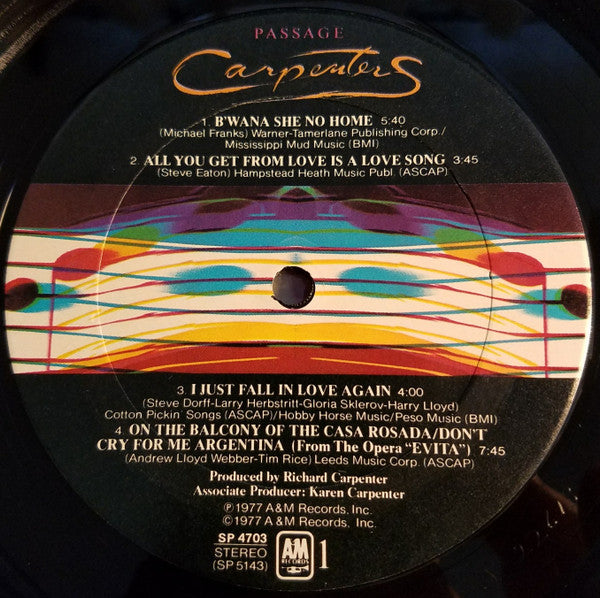 PASSAGE
Carpenters
1. B'WANA SHE NO HOME 5:40
(Michael Franks) Warner-Tamerlane Publishing Corp./
Mississippi Mud Music (BMI)
2. ALL YOU GET FROM LOVE IS A LOVE SONG 3:45
(Steve Eaton) Hampstead Heath Music Publ. (ASCAP)
3. I JUST FALL IN LOVE AGAIN 4:00
(Steve Dorff-Larry Herbstritt-Gloria Sklerov-Harry Lloyd)
Cotton Pickin' Songs (ASCAP)/Hobby Horse Music/Peso Music (BMI)
4. ON THE BALCONY OF THE CASA ROSADA/DON'T
CRY FOR ME ARGENTINA (From The Opera "EVITA") 7:45
(Andrew Lloyd Webber-Tim Rice) Leeds Music Corp. (ASCAP)
Produced by Richard Carpenter
Associate Producer: Karen Carpenter
℗1977 A&M Records, Inc.
©1977 A&M Records, Inc.
SP 4703
STEREO
(SP 5143)
AM
RECORDS
1